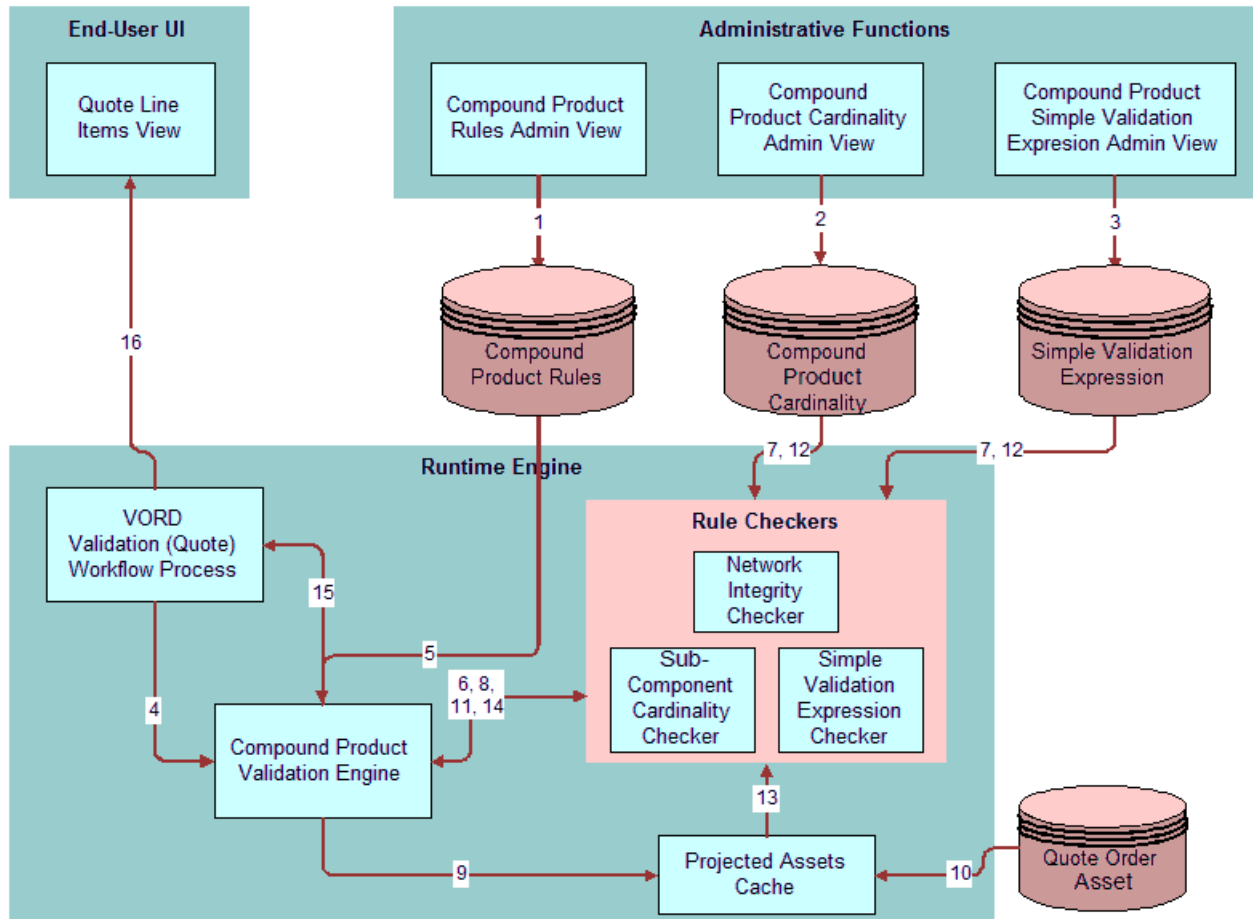 End-User UI
Quote Line
Items View
Administrative Functions
Compound Product
Rules Admin View
Compound
Product Cardinality
Admin View
Compound Product
Simple Validation
Expresion Admin View
1
2
3
16
Compound
Product Rules
Compound
Product
Cardinality
Simple Validation
Expression
7, 12
7, 12
Runtime Engine
VORD
Validation (Quote)
Workflow Process
15
5
4
6, 8,
11, 14
Rule Checkers
Network
Integrity
Checker
Sub-
Component
Cardinality
Checker
Simple
Validation
Expression
Checker
Compound Product
Validation Engine
13
9
Projected Assets
Cache
10
Quote Order
Asset